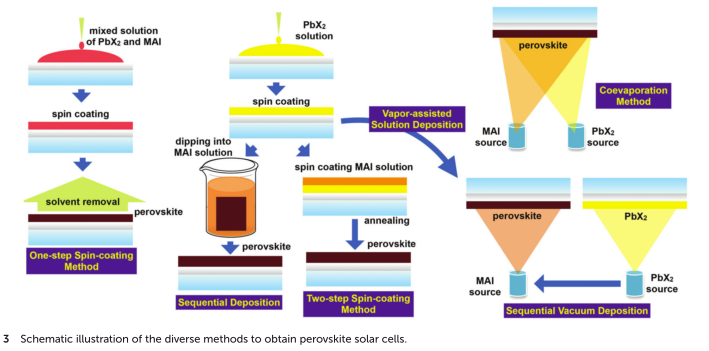 mixed solution
of PbX₂ and MAI
spin coating
solvent removal
perovskite
One-step Spin-coating
Method
PbX₂
solution
spin coating
dipping into
MAI solution
perovskite
Sequential Deposition
spin coating MAI solution
annealing
perovskite
Two-step Spin-coating
Method
Vapor-assisted
Solution Deposition
perovskite
Coevaporation
Method
MAI
source
PbX₂
source
perovskite
PbX₂
MAI
source
PbX₂
source
Sequential Vacuum Deposition
3 Schematic illustration of the diverse methods to obtain perovskite solar cells.